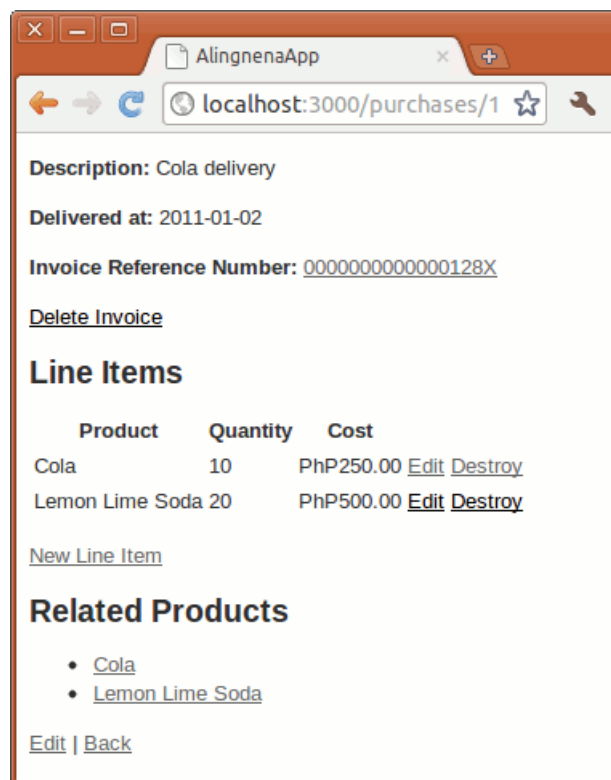 AlingnenaApp
localhost:3000/purchases/1
Description: Cola delivery
Delivered at: 2011-01-02
Invoice Reference Number: 0000000000000128X
Delete Invoice
Line Items
Product Quantity Cost
Cola 10 PhP250.00 Edit Destroy
Lemon Lime Soda 20 PhP500.00 Edit Destroy
New Line Item
Related Products
• Cola
• Lemon Lime Soda
Edit | Back